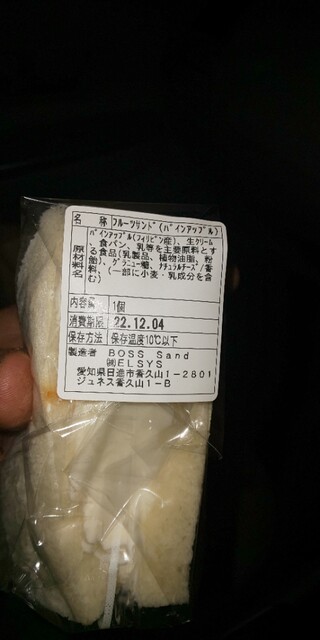 名 称 フルーツサンド(パインアップル)
原材料名
パインアップル(フィリピン産)、生クリーム
、食パン、乳等を主要原料とす
る食品(乳製品、植物油脂、粉
飴)、グラニュー糖、ナチュラルチーズ/香
料、(一部に小麦・乳成分を含
む)
内容量 1個
消費期限 22.12.04
保存方法 保存温度10℃以下
製造者 BOSS Sand
㈱ELSYS
愛知県日進市香久山1-2801
ジュネス香久山1-B